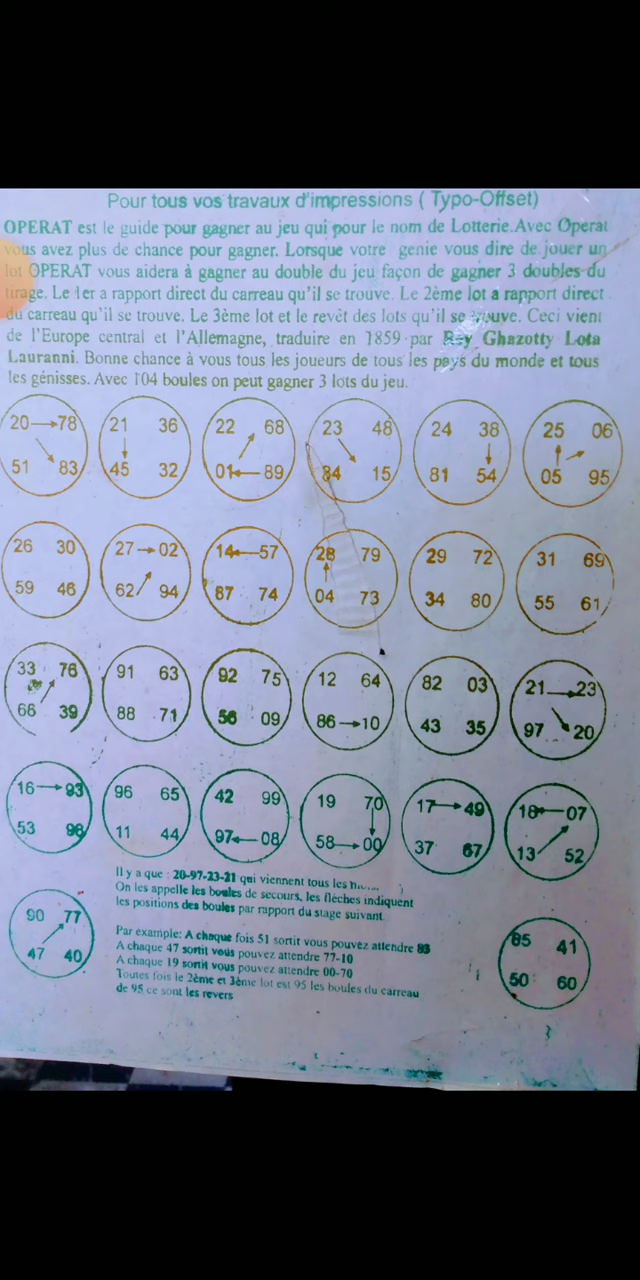 Pour tous vos travaux d'impressions ( Typo-Offset)
OPERAT est le guide pour gagner au jeu qui pour le nom de Lotterie.Avec Operat
vous avez plus de chance pour gagner. Lorsque votre genie vous dire de jouer un
lot OPERAT vous aidera à gagner au double du jeu façon de gagner 3 doubles du
tirage. Le 1er a rapport direct du carreau qu'il se trouve. Le 2ème lot a rapport direct
du carreau qu'il se trouve. Le 3ème lot et le revêt des lots qu'il se trouve. Ceci vient
de l'Europe central et l'Allemagne, traduire en 1859 par Rey Ghazotty Lota
Lauranni. Bonne chance à vous tous les joueurs de tous les pays du monde et tous
les génisses. Avec 104 boules on peut gagner 3 lots du jeu.
20→78 21 36 22 68 23 48 24 38 25 06
51 83 45 32 01←89 84 15 81 54 05 95
26 30 27→02 14←57 28 79 29 72 31 69
59 46 62 94 87 74 04 73 34 80 55 61
33 76 91 63 92 75 12 64 82 03 21→23
66 39 88 71 56 09 86→10 43 35 97 20
16→93 96 65 42 99 19 70 17→49 18←07
53 98 11 44 97←08 58→00 37 67 13 52
Il y a que : 20-97-23-21 qui viennent tous les
On les appelle les boules de secours, les flèches indiquent
les positions des boules par rapport du stage suivant
90 77
47 40
Par example: A chaque fois 51 sortit vous pouvez attendre 83
A chaque 47 sortit vous pouvez attendre 77-10
A chaque 19 sortit vous pouvez attendre 00-70
Toutes fois le 2ème et 3ème lot est 95 les boules du carreau
de 95 ce sont les revers
85 41
50 60